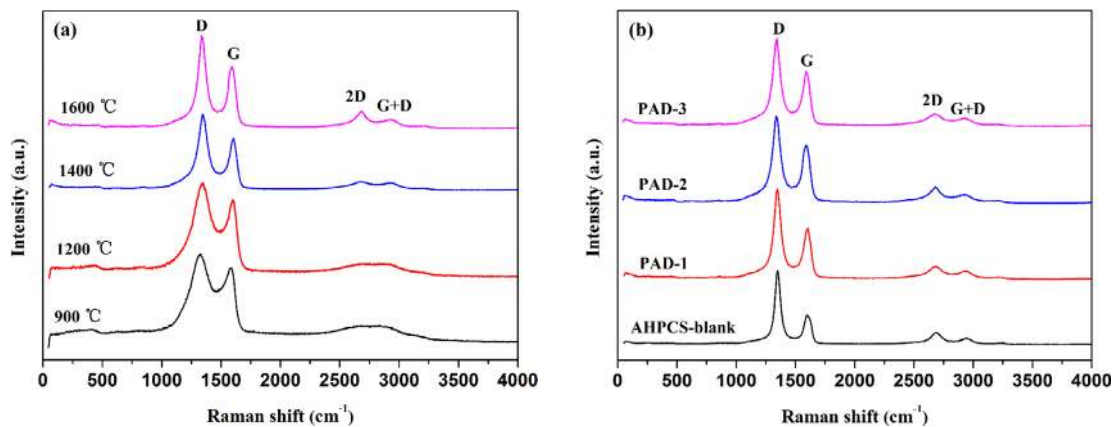 (a)
D
G
2D
G+D
1600 ℃
1400 ℃
1200 ℃
900 ℃
Intensity (a.u.)
0 500 1000 1500 2000 2500 3000 3500 4000
Raman shift (cm⁻¹)
(b)
D
G
2D
G+D
PAD-3
PAD-2
PAD-1
AHPCS-blank
Intensity (a.u.)
0 500 1000 1500 2000 2500 3000 3500 4000
Raman shift (cm⁻¹)